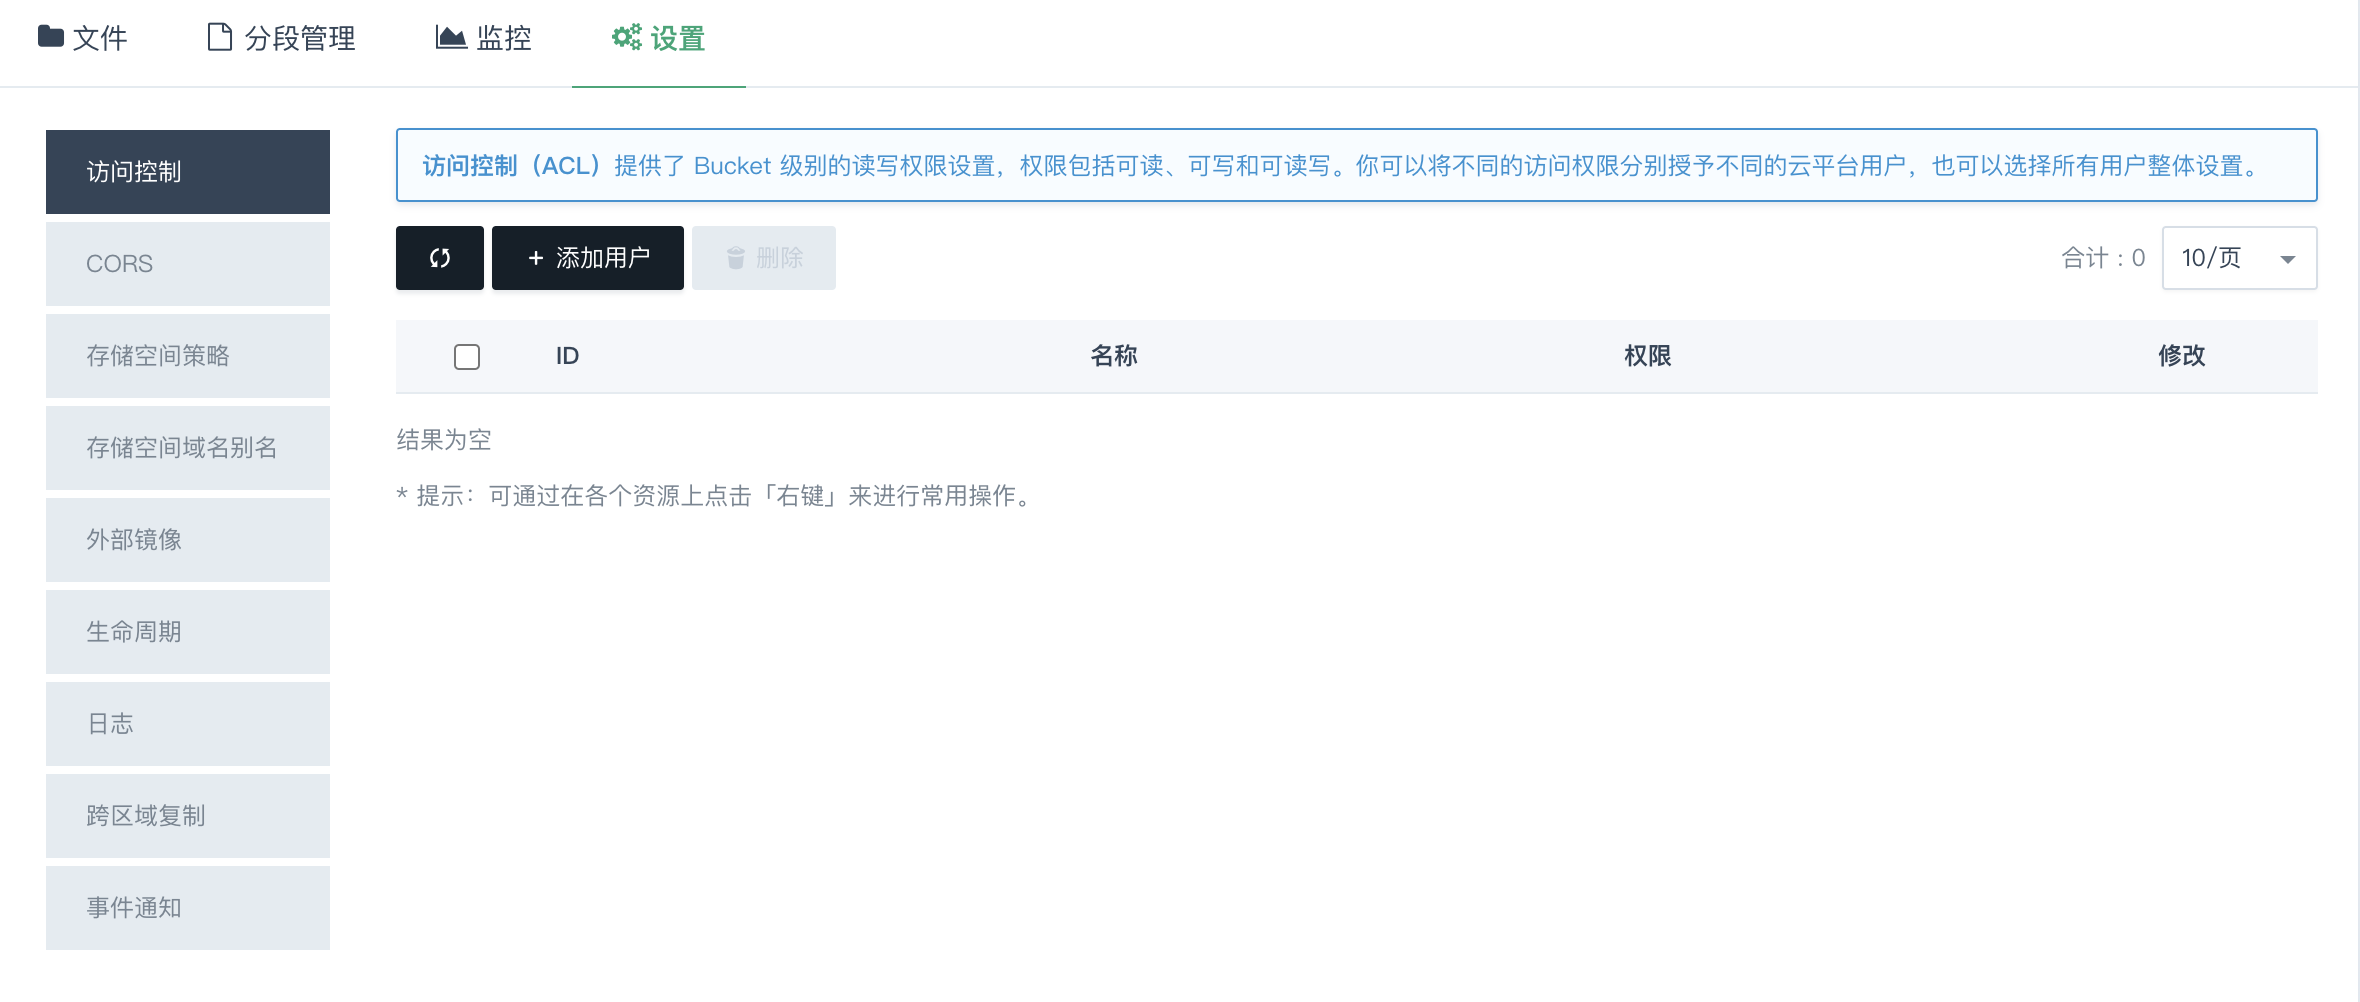 文件 分段管理 监控 设置
访问控制
CORS
存储空间策略
存储空间域名别名
外部镜像
生命周期
日志
跨区域复制
事件通知
访问控制（ACL）提供了 Bucket 级别的读写权限设置，权限包括可读、可写和可读写。你可以将不同的访问权限分别授予不同的云平台用户，也可以选择所有用户整体设置。
+ 添加用户 删除 合计：0 10/页
ID 名称 权限 修改
结果为空
* 提示：可通过在各个资源上点击「右键」来进行常用操作。